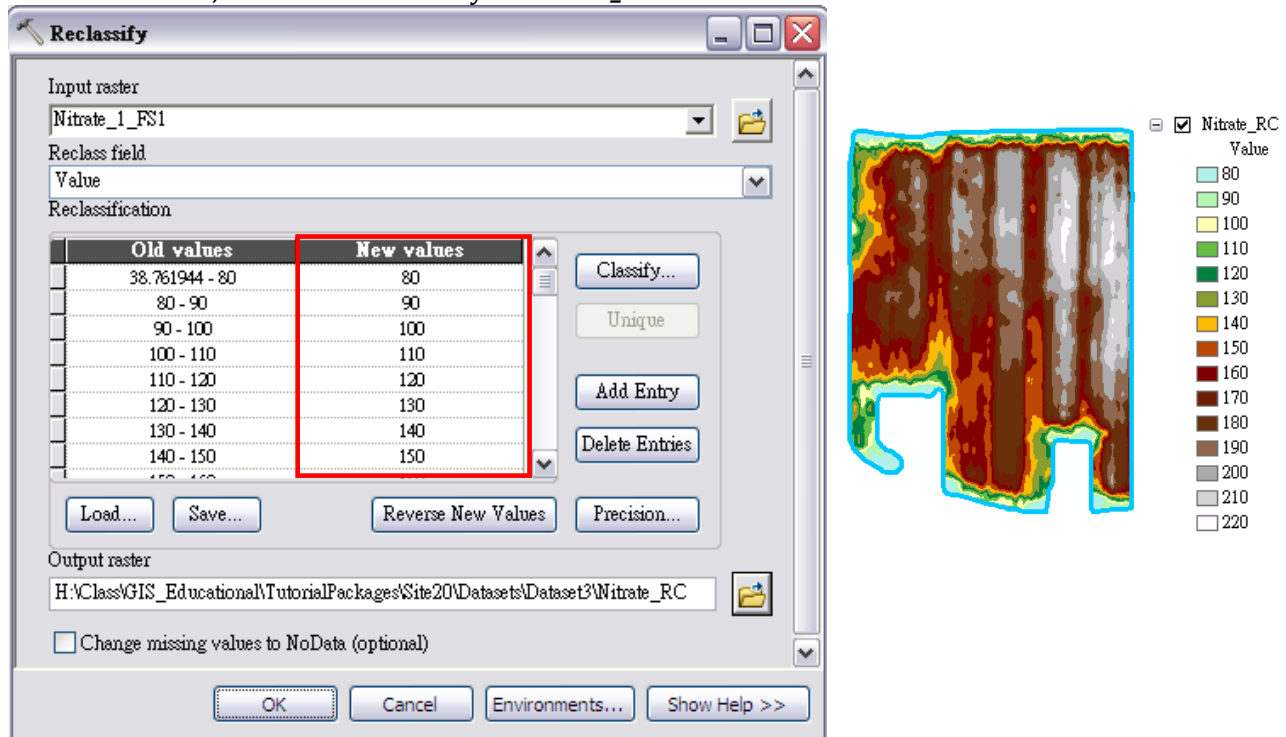 Reclassify
Input raster
Nitrate_1_FS1
Reclass field
Value
Reclassification
Old values New values
38.761944 - 80 80
80 - 90 90
90 - 100 100
100 - 110 110
110 - 120 120
120 - 130 130
130 - 140 140
140 - 150 150
Classify...
Unique
Add Entry
Delete Entries
Load... Save... Reverse New Values Precision...
Output raster
H:\Class\GIS_Educational\TutorialPackages\Site20\Datasets\Dataset3\Nitrate_RC
Change missing values to NoData (optional)
OK Cancel Environments... Show Help >>
Nitrate_RC
Value
80
90
100
110
120
130
140
150
160
170
180
190
200
210
220